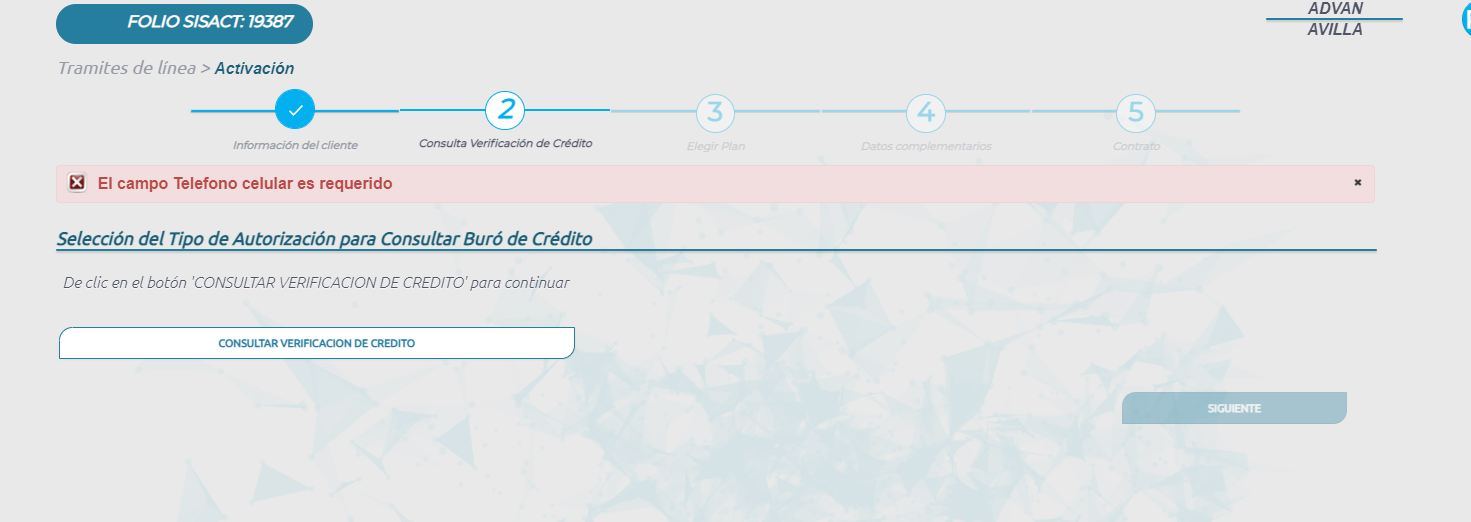 FOLIO SISACT: 19387
ADVAN
AVILLA
Tramites de línea > Activación
2
3
4
5
Información del cliente
Consulta Verificación de Crédito
Elegir Plan
Datos complementarios
Contrato
El campo Telefono celular es requerido
Selección del Tipo de Autorización para Consultar Buró de Crédito
De clic en el botón 'CONSULTAR VERIFICACION DE CREDITO' para continuar
CONSULTAR VERIFICACION DE CREDITO
SIGUIENTE